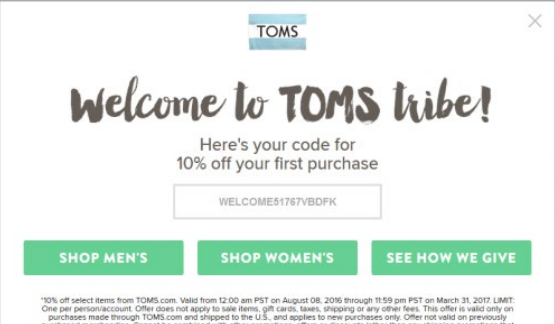 TOMS
Welcome to TOMS tribe!
Here's your code for
10% off your first purchase
WELCOME51767VBDFK
SHOP MEN'S
SHOP WOMEN'S
SEE HOW WE GIVE
*10% off select items from TOMS.com. Valid from 12:00 am PST on August 08, 2016 through 11:59 pm PST on March 31, 2017. LIMIT:
One per person/account. Offer does not apply to sale items, gift cards, taxes, shipping or any other fees. This offer is valid only on
purchases made through TOMS.com and shipped to the U.S., and applies to new purchases only. Offer not valid on previously